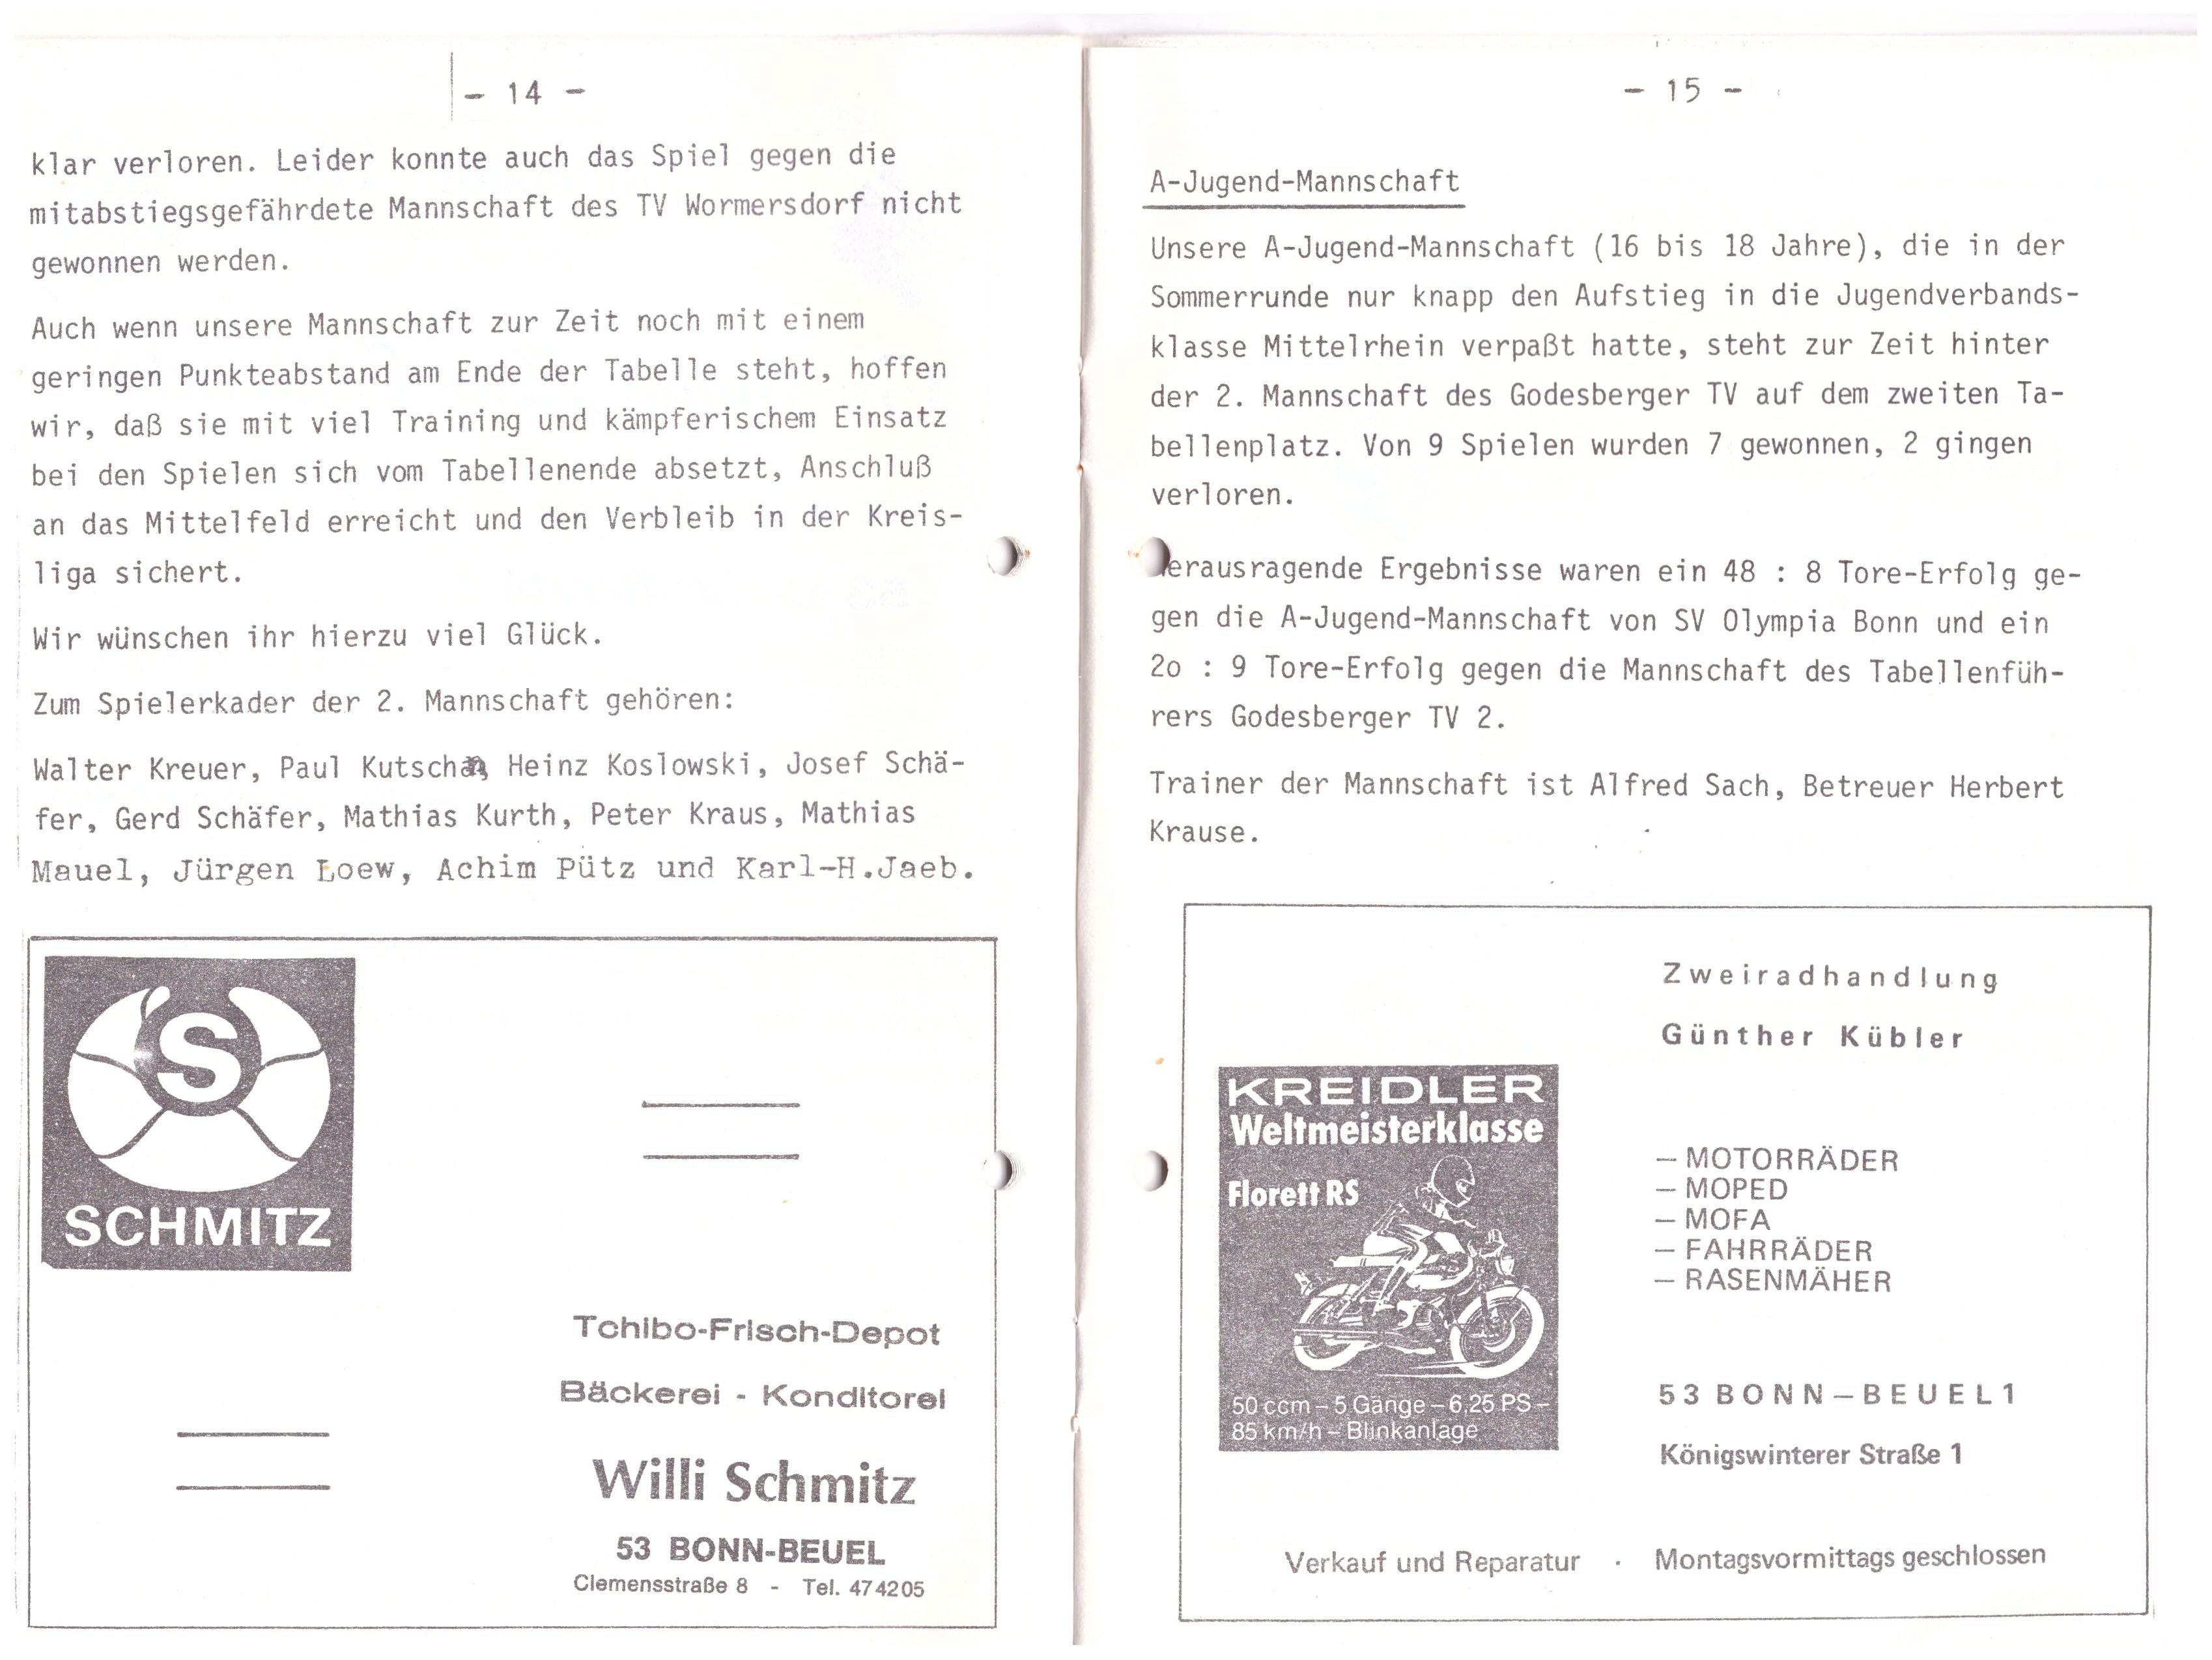 - 14 -
klar verloren. Leider konnte auch das Spiel gegen die
mitabstiegsgefährdete Mannschaft des TV Wormersdorf nicht
gewonnen werden.
Auch wenn unsere Mannschaft zur Zeit noch mit einem
geringen Punkteabstand am Ende der Tabelle steht, hoffen
wir, daß sie mit viel Training und kämpferischem Einsatz
bei den Spielen sich vom Tabellenende absetzt, Anschluß
an das Mittelfeld erreicht und den Verbleib in der Kreis-
liga sichert.
Wir wünschen ihr hierzu viel Glück.
Zum Spielerkader der 2. Mannschaft gehören:
Walter Kreuer, Paul Heinz Koslowski, Josef Schä-
fer, Gerd Schäfer, Mathias Kurth, Peter Kraus, Mathias
Mauel, Jürgen Loew, Achim Pütz und Karl-H.Jaeb.
S
SCHMITZ
Tchibo-Frisch-Depot
Bäckerei - Konditorei
Willi Schmitz
53 BONN-BEUEL
Clemensstraße 8 - Tel. 474205
- 15 -
A-Jugend-Mannschaft
Unsere A-Jugend-Mannschaft (16 bis 18 Jahre), die in der
Sommerrunde nur knapp den Aufstieg in die Jugendverbands-
klasse Mittelrhein verpaßt hatte, steht zur Zeit hinter
der 2. Mannschaft des Godesberger TV auf dem zweiten Ta-
bellenplatz. Von 9 Spielen wurden 7 gewonnen, 2 gingen
verloren.
erausragende Ergebnisse waren ein 48 : 8 Tore-Erfolg ge-
gen die A-Jugend-Mannschaft von SV Olympia Bonn und ein
2o : 9 Tore-Erfolg gegen die Mannschaft des Tabellenfüh-
rers Godesberger TV 2.
Trainer der Mannschaft ist Alfred Sach, Betreuer Herbert
Krause.
Zweiradhandlung
Günther Kübler
KREIDLER
Weltmeisterklasse
Florett RS
50 ccm – 5 Gänge – 6,25 PS –
85 km/h – Blinkanlage
– MOTORRÄDER
– MOPED
– MOFA
– FAHRRÄDER
– RASENMÄHER
53 BONN – BEUEL 1
Königswinterer Straße 1
Verkauf und Reparatur · Montagsvormittags geschlossen